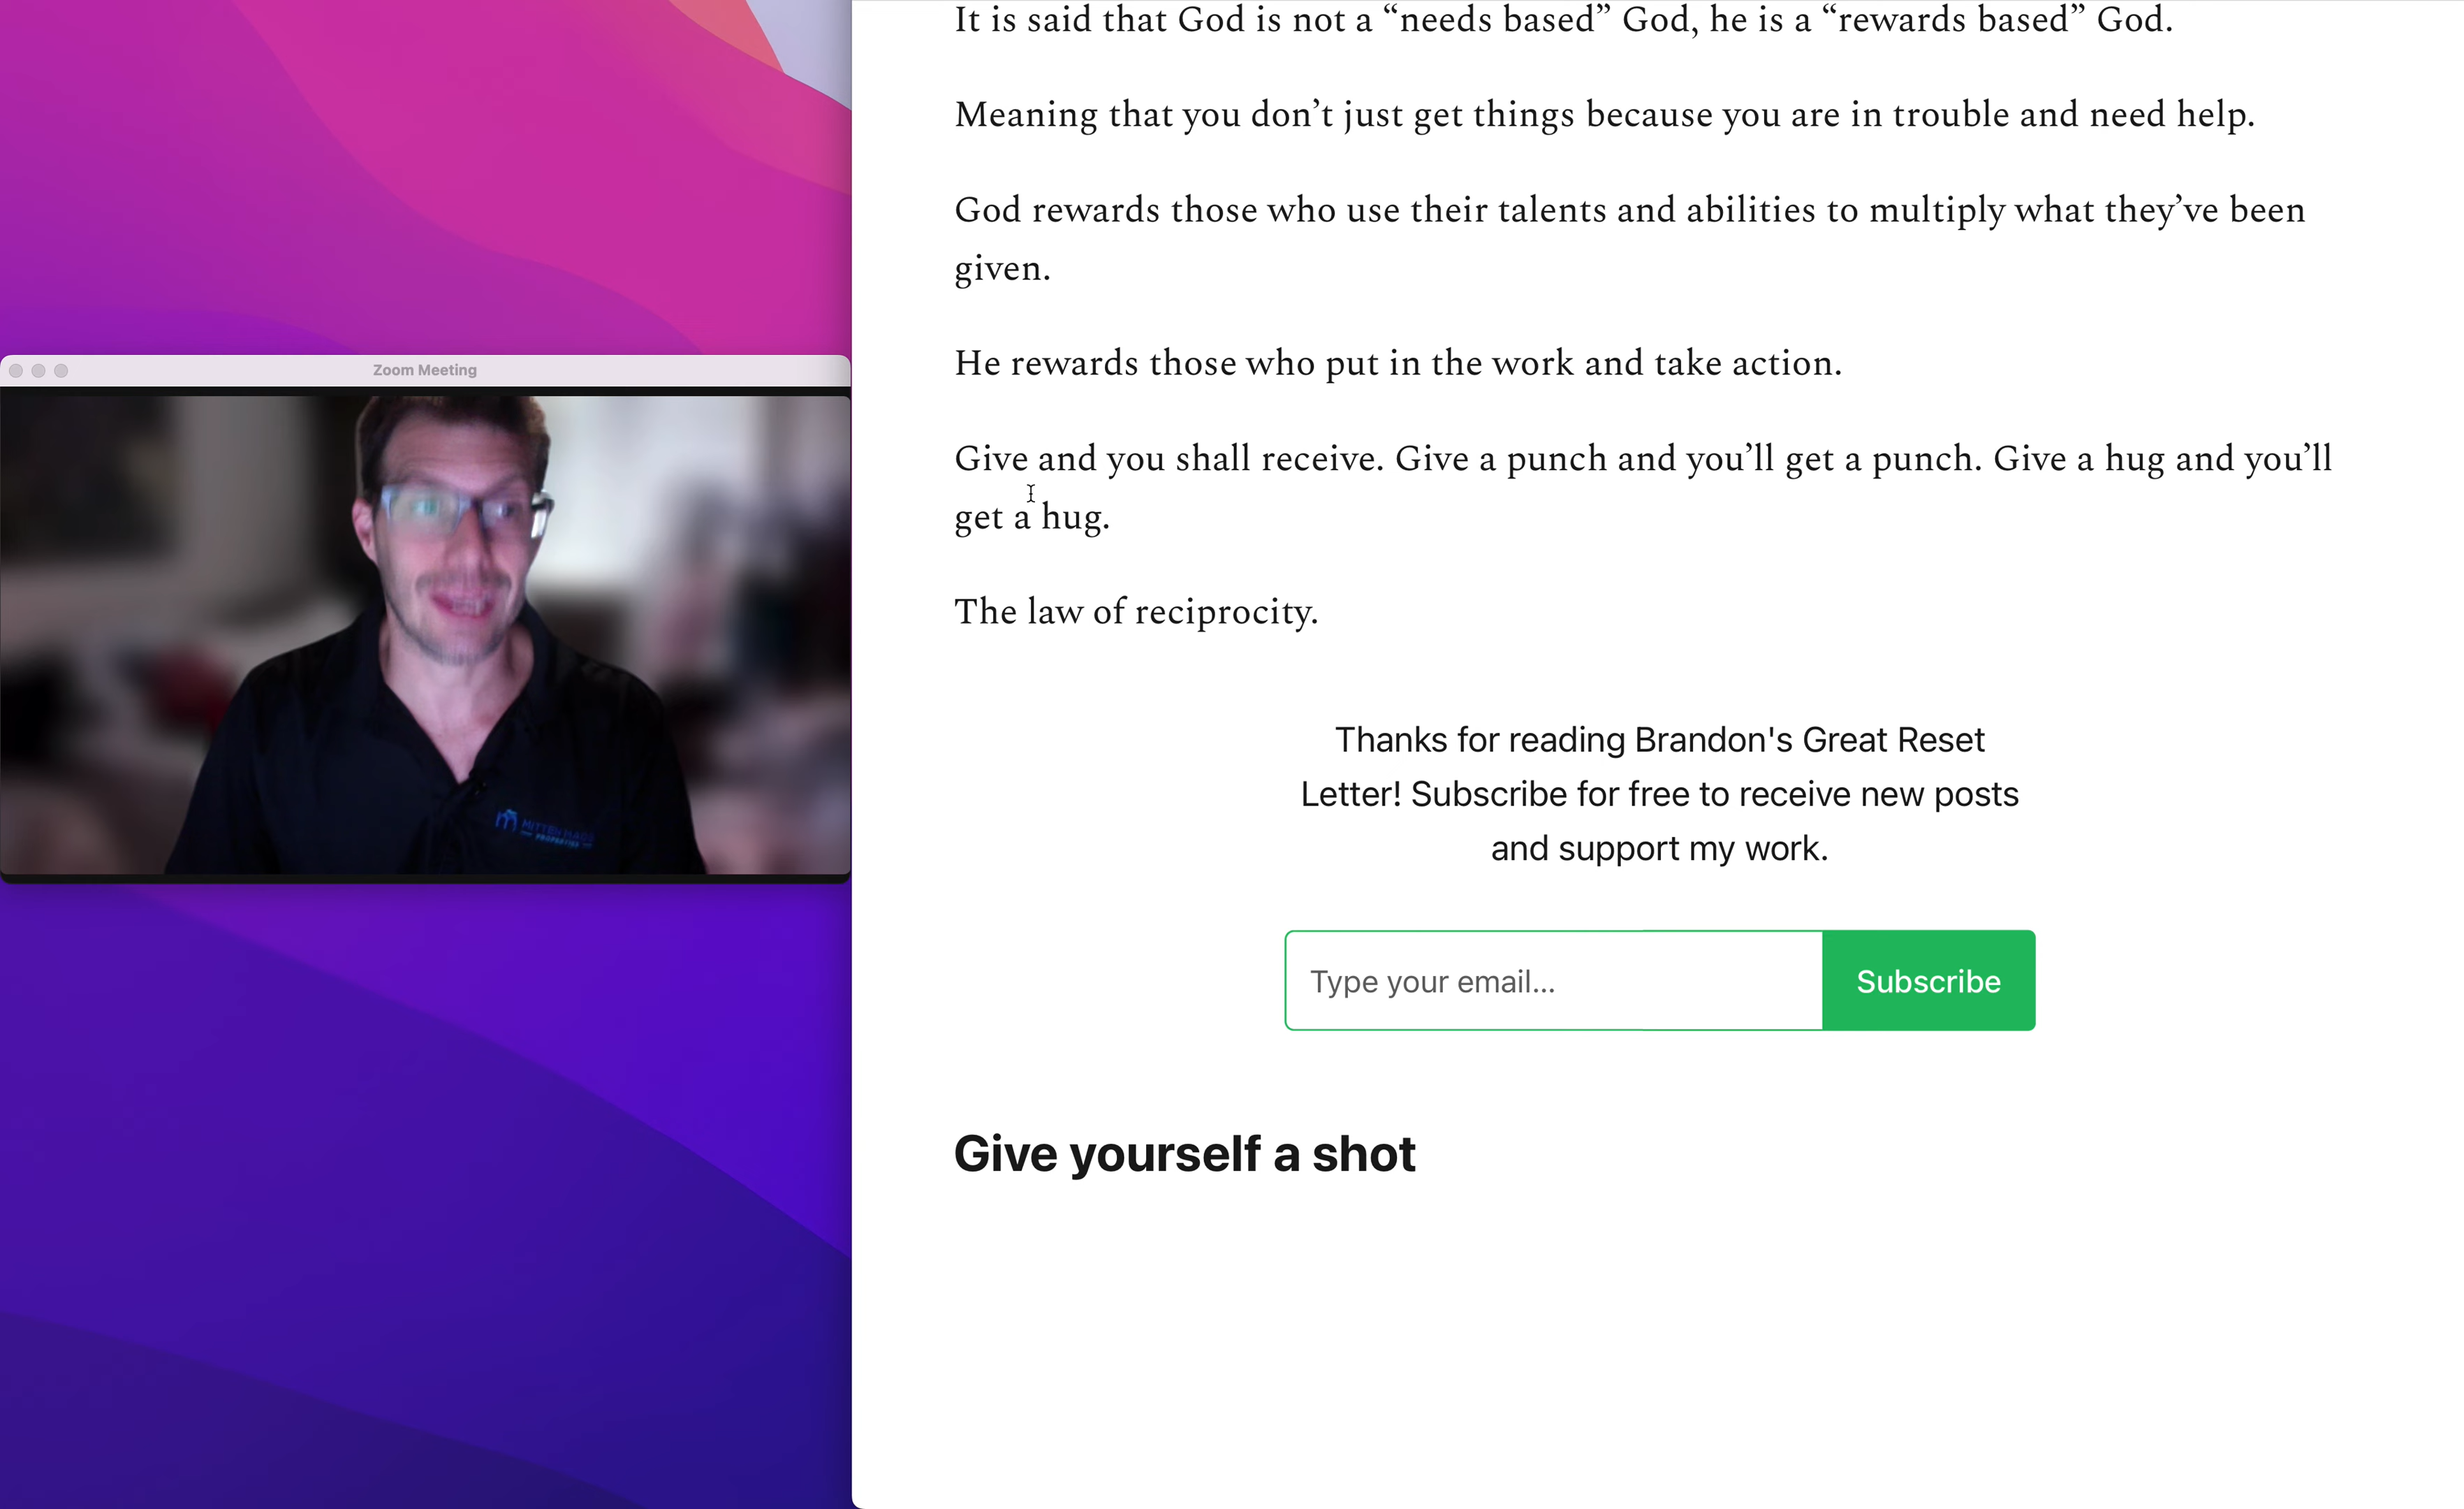 It is said that God is not a “needs based” God, he is a “rewards based” God.
Meaning that you don’t just get things because you are in trouble and need help.
God rewards those who use their talents and abilities to multiply what they’ve been
given.
He rewards those who put in the work and take action.
Give and you shall receive. Give a punch and you’ll get a punch. Give a hug and you’ll
get a hug.
The law of reciprocity.
Thanks for reading Brandon's Great Reset
Letter! Subscribe for free to receive new posts
and support my work.
Type your email...
Subscribe
Give yourself a shot
Zoom Meeting
PROPERTIES